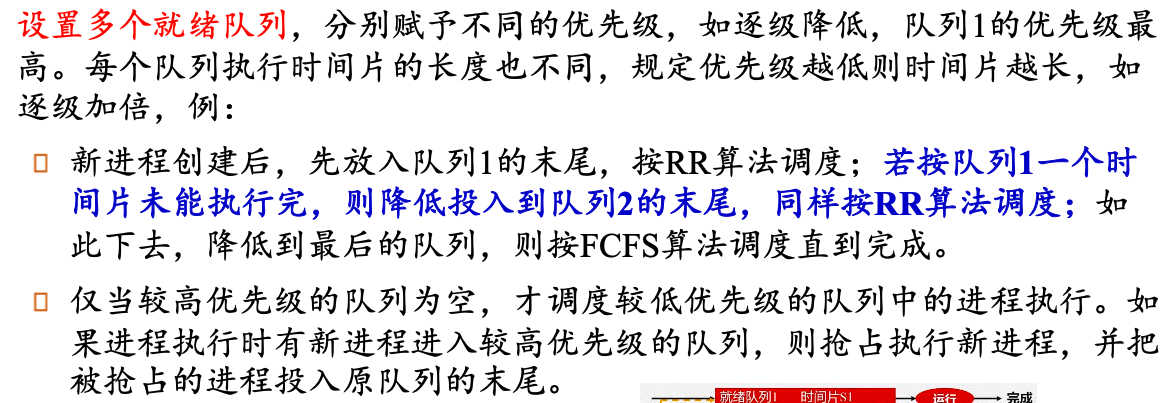 设置多个就绪队列，分别赋予不同的优先级，如逐级降低，队列1的优先级最
高。每个队列执行时间片的长度也不同，规定优先级越低则时间片越长，如
逐级加倍，例：
新进程创建后，先放入队列1的末尾，按RR算法调度；若按队列1一个时
间片未能执行完，则降低投入到队列2的末尾，同样按RR算法调度；如
此下去，降低到最后的队列，则按FCFS算法调度直到完成。
仅当较高优先级的队列为空，才调度较低优先级的队列中的进程执行。如
果进程执行时有新进程进入较高优先级的队列，则抢占执行新进程，并把
被抢占的进程投入原队列的末尾。
就绪队列1 时间片S1 运行 完成